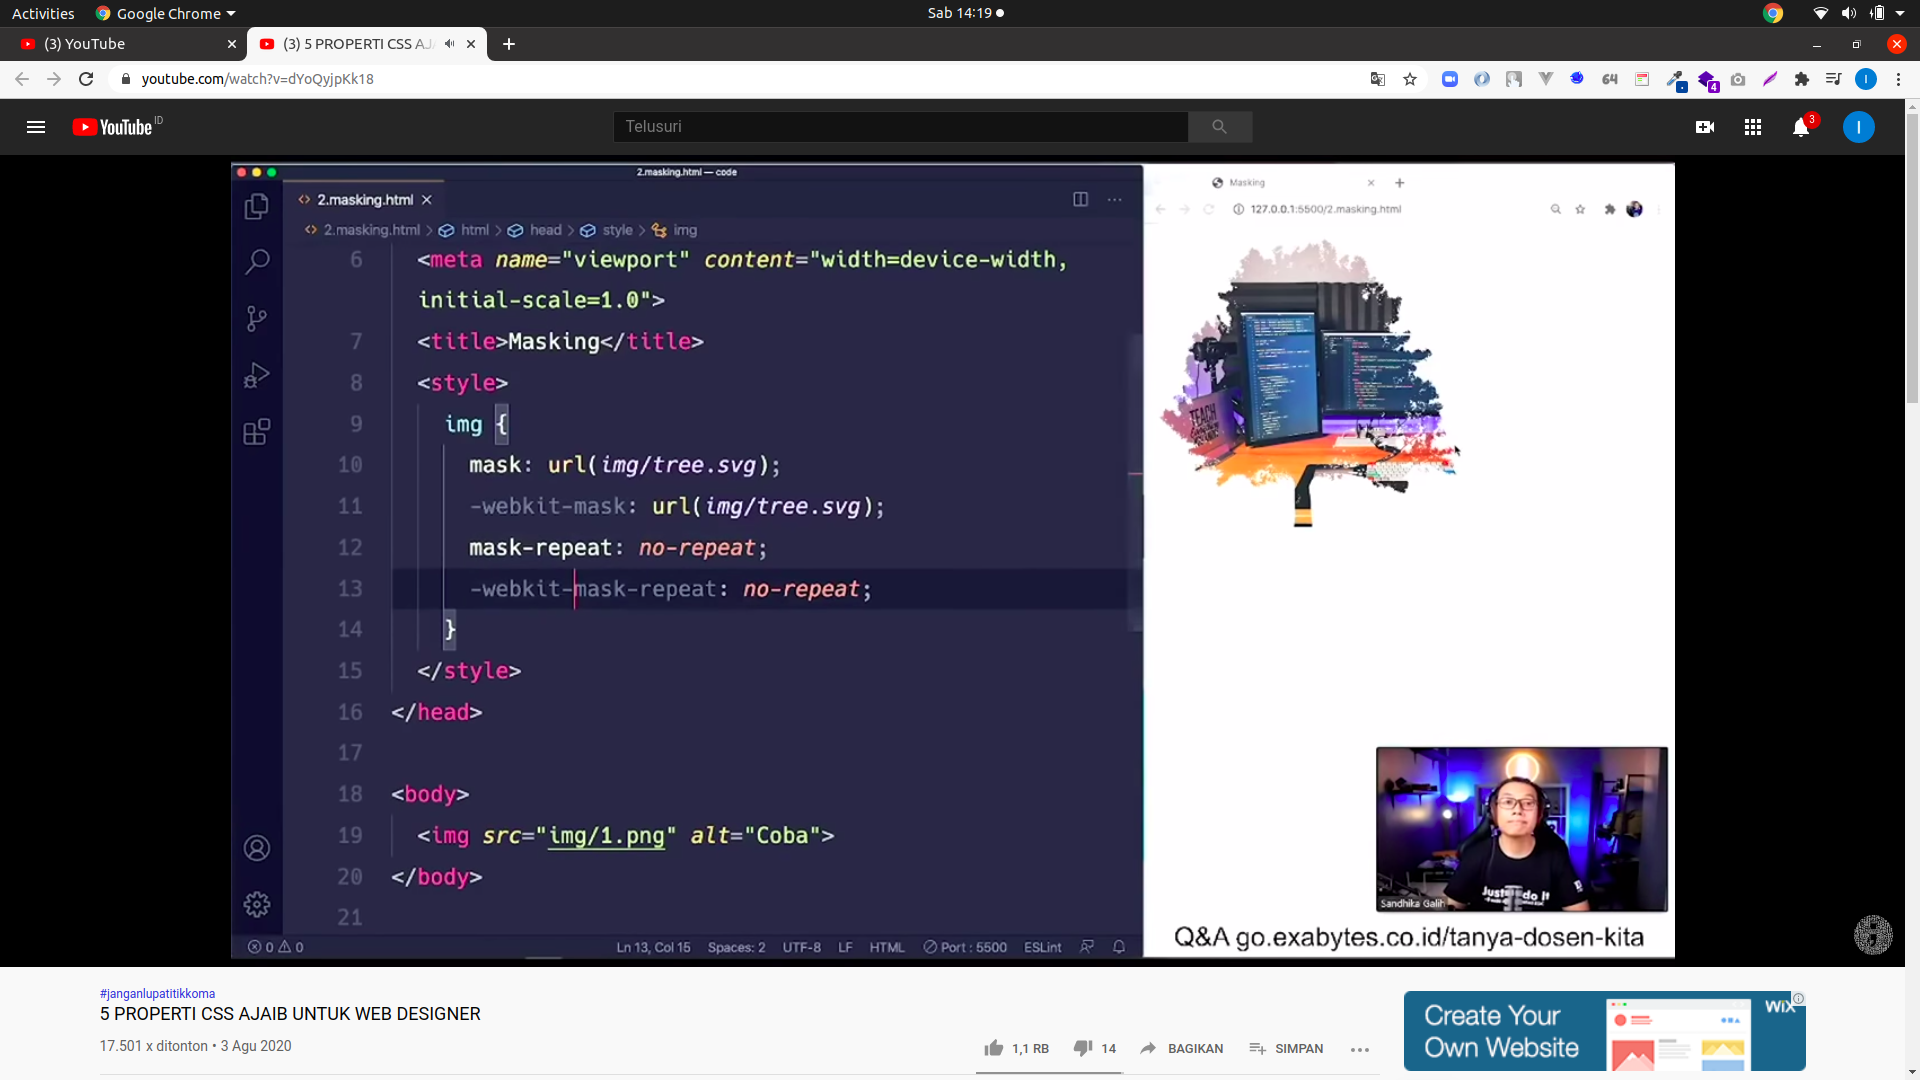 Activities Google Chrome Sab 14:19
(3) YouTube (3) 5 PROPERTI CSS AJ
youtube.com/watch?v=dYoQyjpKk18 64 4 I
YouTube ID Telusuri 3 I
2.masking.html — code
Masking
2.masking.html
127.0.0.1:5500/2.masking.html
2.masking.html > html > head > style > img
6 <meta name="viewport" content="width=device-width,
initial-scale=1.0">
7 <title>Masking</title>
8 <style>
9 img {
10 mask: url(img/tree.svg);
11 -webkit-mask: url(img/tree.svg);
12 mask-repeat: no-repeat;
13 -webkit-mask-repeat: no-repeat;
14 }
15 </style>
16 </head>
17
18 <body>
19 <img src="img/1.png" alt="Coba">
20 </body>
21
TEACH
Just do it
Sandhika Galih
Q&A go.exabytes.co.id/tanya-dosen-kita
0 0 Ln 13, Col 15 Spaces: 2 UTF-8 LF HTML Port : 5500 ESLint
#janganlupatitikkoma
5 PROPERTI CSS AJAIB UNTUK WEB DESIGNER
17.501 x ditonton • 3 Agu 2020
1,1 RB 14 BAGIKAN SIMPAN
Create Your
Own Website
WIX